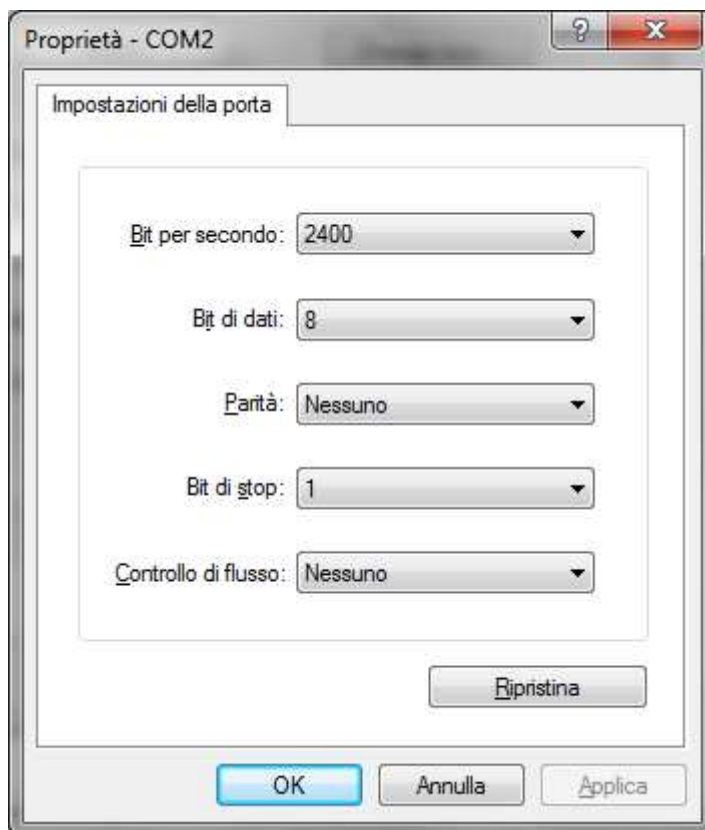 Proprietà - COM2
Impostazioni della porta
Bit per secondo: 2400
Bit di dati: 8
Parità: Nessuno
Bit di stop: 1
Controllo di flusso: Nessuno
Ripristina
OK Annulla Applica